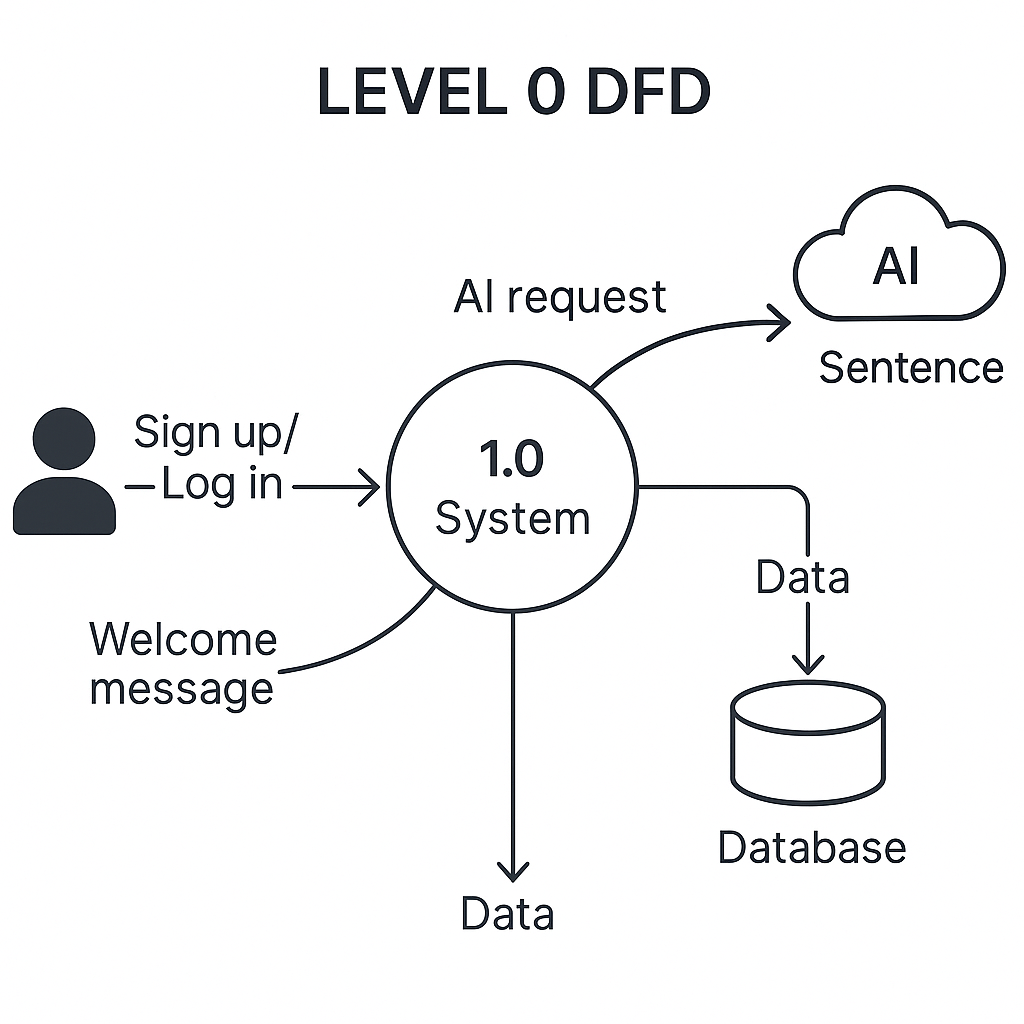 LEVEL 0 DFD
AI
AI request
Sentence
Sign up/
Log in
1.0
System
Data
Welcome
message
Database
Data